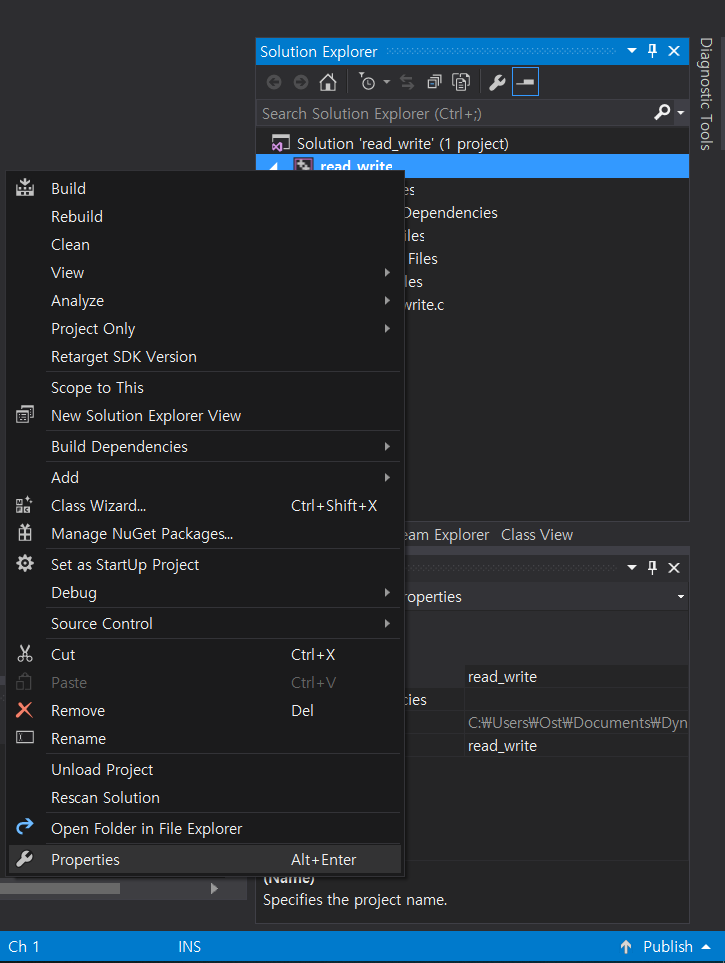 Solution Explorer
Diagnostic Tools
Search Solution Explorer (Ctrl+;)
Solution 'read_write' (1 project)
read_write
Dependencies
Files
write.c
Build
Rebuild
Clean
View
Analyze
Project Only
Retarget SDK Version
Scope to This
New Solution Explorer View
Build Dependencies
Add
Class Wizard... Ctrl+Shift+X
Manage NuGet Packages...
Set as StartUp Project
Debug
Source Control
Cut Ctrl+X
Paste Ctrl+V
Remove Del
Rename
Unload Project
Rescan Solution
Open Folder in File Explorer
Properties Alt+Enter
eam Explorer Class View
roperties
read_write
cies
C:₩Users₩Ost₩Documents₩Dyn
read_write
(Name)
Specifies the project name.
Ch 1 INS Publish